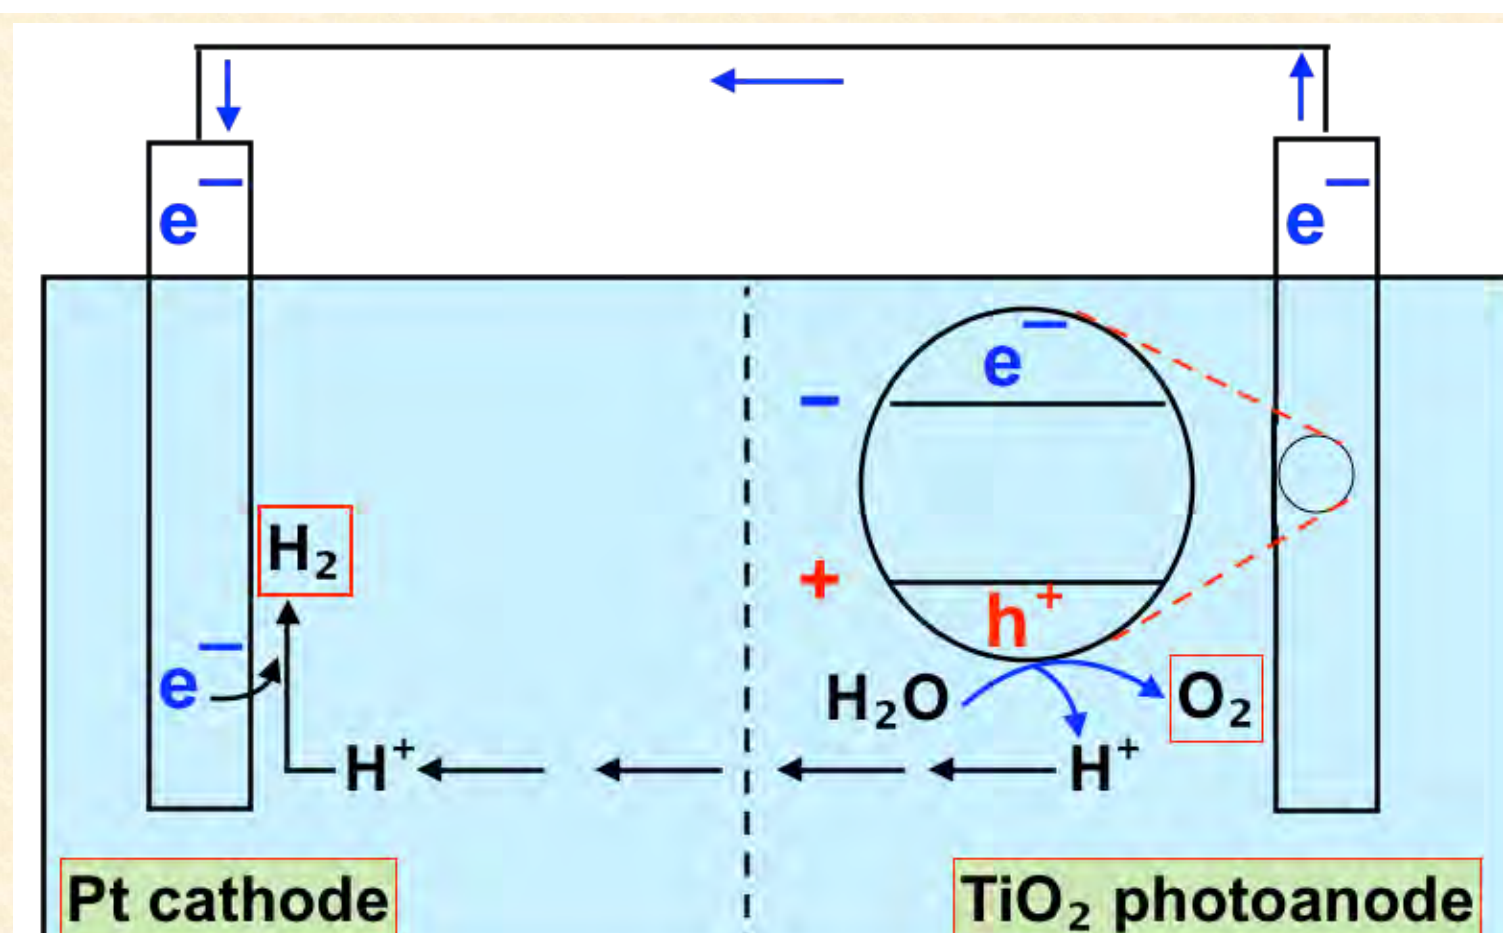 e⁻
e⁻
e⁻
−
H₂
+
h⁺
e⁻
H₂O
O₂
H⁺
H⁺
Pt cathode
TiO₂ photoanode